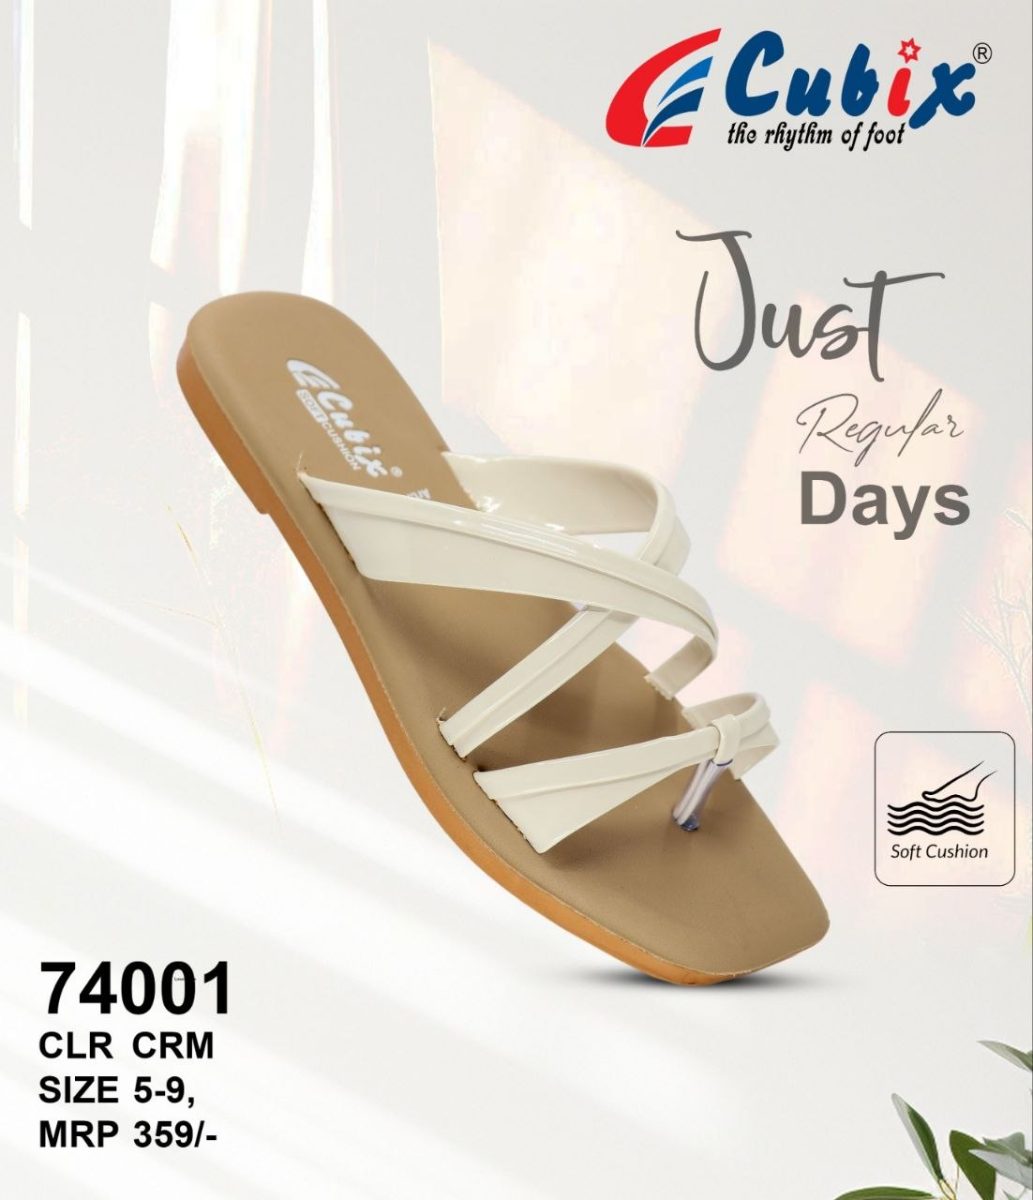 Cubix®
the rhythm of foot
Just
Regular
Days
Cubix®
SOFT CUSHION
Soft Cushion
74001
CLR CRM
SIZE 5-9,
MRP 359/-